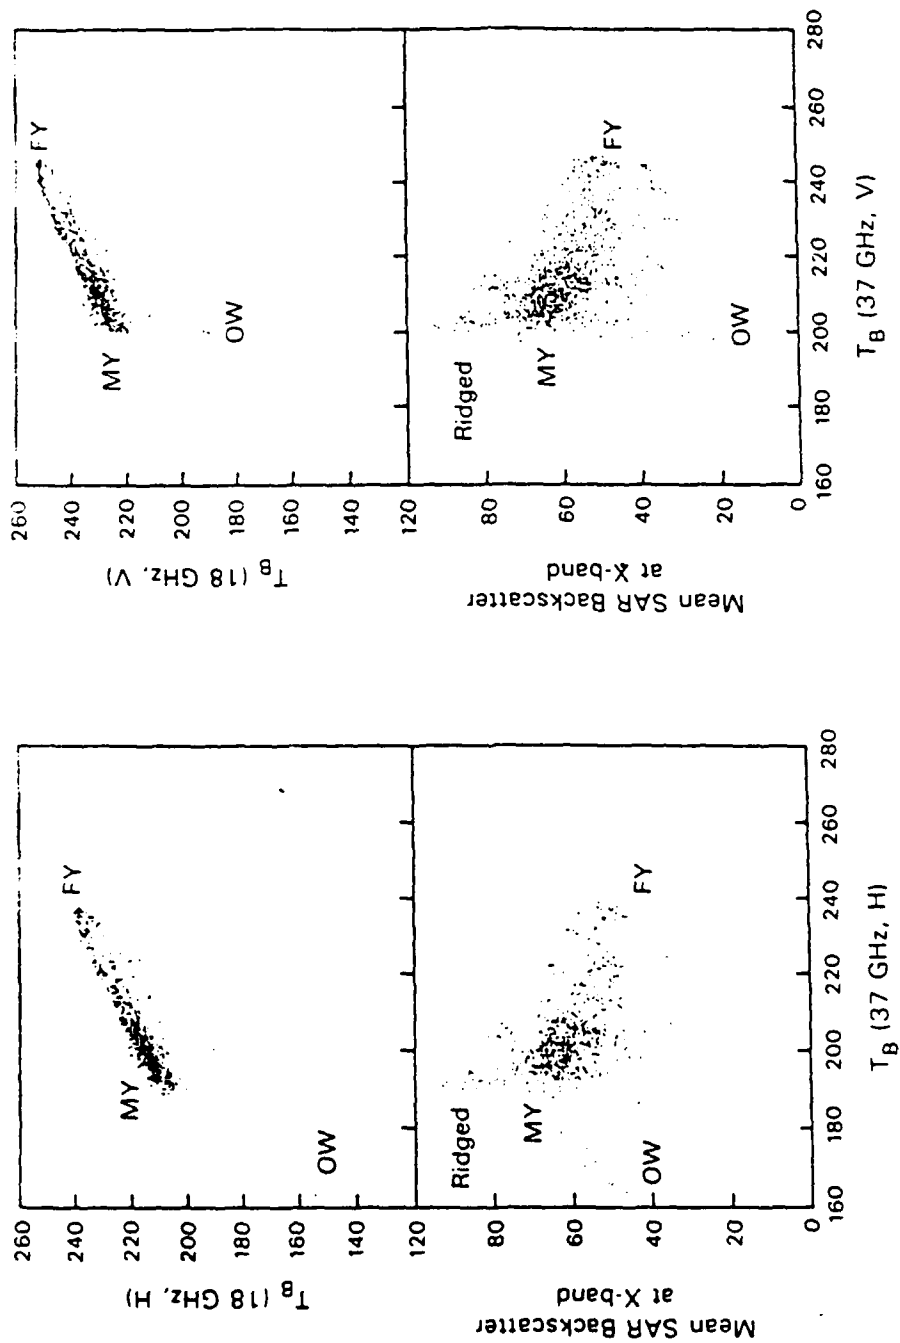 T_B (18 GHz, H)
260
240
220
200
180
160
140
120
MY
FY
OW
Mean SAR Backscatter
at X-band
80
60
40
20
0
Ridged
MY
OW
FY
160 180 200 220 240 260 280
T_B (37 GHz, H)
T_B (18 GHz, V)
260
240
220
200
180
160
140
120
MY
FY
OW
Mean SAR Backscatter
at X-band
80
60
40
20
0
Ridged
MY
OW
FY
160 180 200 220 240 260 280
T_B (37 GHz, V)